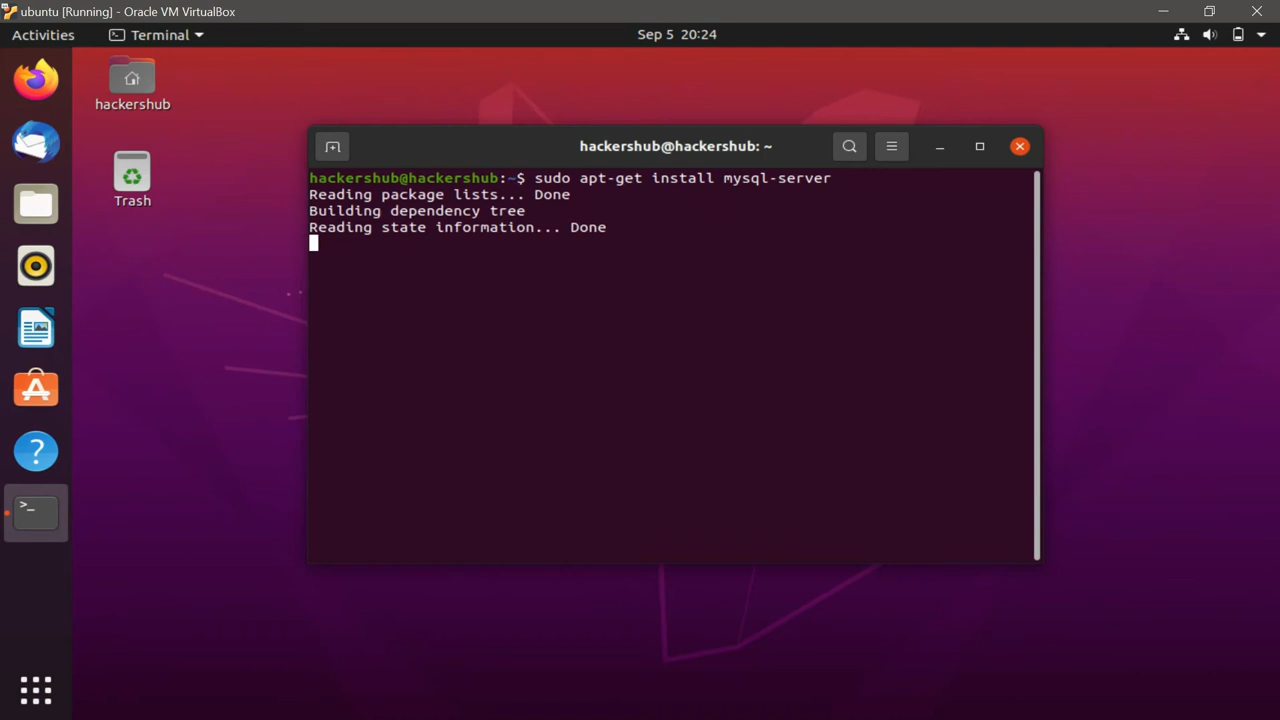 ubuntu [Running] - Oracle VM VirtualBox
Activities
Terminal
Sep 5 20:24
hackershub
Trash
hackershub@hackershub: ~
hackershub@hackershub:~$ sudo apt-get install mysql-server
Reading package lists... Done
Building dependency tree
Reading state information... Done